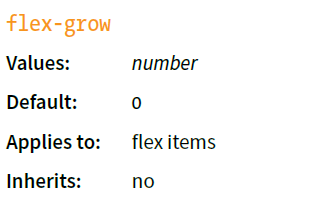 flex-grow
Values: number
Default: 0
Applies to: flex items
Inherits: no